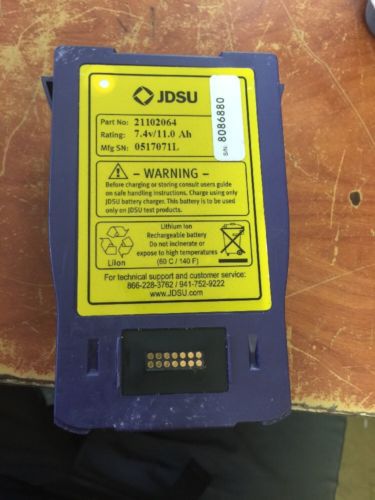 JDSU
Part No: 21102064
Rating: 7.4v/11.0 Ah
Mfg SN: 0517071L
S/N: 8086880
– WARNING –
Before charging or storing consult users guide
on safe handling instructions. Charge using only
JDSU battery charger. This battery is to be used
only on JDSU test products.
LiIon
Lithium Ion
Rechargeable battery
Do not incinerate or
expose to high temperatures
(60 C / 140 F)
For technical support and customer service:
866-228-3762 / 941-752-9222
www.JDSU.com